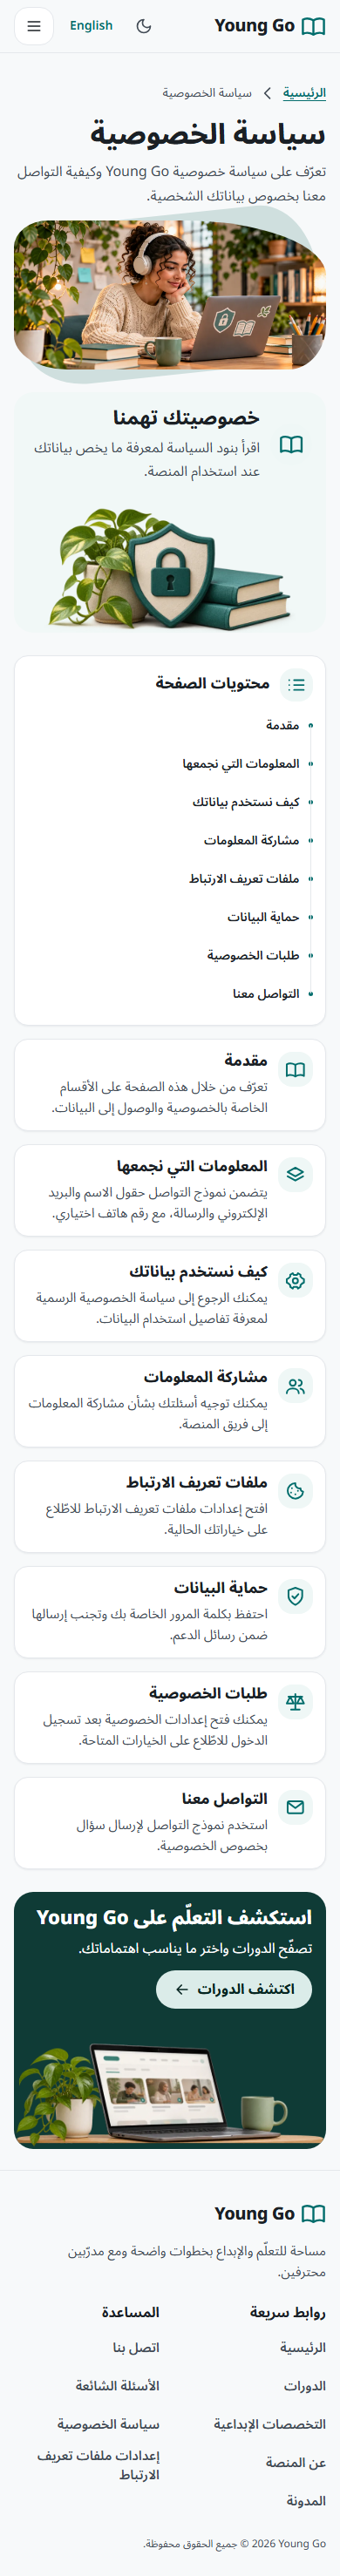 Young Go
English
الرئيسية
سياسة الخصوصية
سياسة الخصوصية
تعرّف على سياسة خصوصية Young Go وكيفية التواصل
معنا بخصوص بياناتك الشخصية.
خصوصيتك تهمنا
اقرأ بنود السياسة لمعرفة ما يخص بياناتك
عند استخدام المنصة.
محتويات الصفحة
مقدمة
المعلومات التي نجمعها
كيف نستخدم بياناتك
مشاركة المعلومات
ملفات تعريف الارتباط
حماية البيانات
طلبات الخصوصية
التواصل معنا
مقدمة
تعرّف من خلال هذه الصفحة على الأقسام
الخاصة بالخصوصية والوصول إلى البيانات.
المعلومات التي نجمعها
يتضمن نموذج التواصل حقول الاسم والبريد
الإلكتروني والرسالة، مع رقم هاتف اختياري.
كيف نستخدم بياناتك
يمكنك الرجوع إلى سياسة الخصوصية الرسمية
لمعرفة تفاصيل استخدام البيانات.
مشاركة المعلومات
يمكنك توجيه أسئلتك بشأن مشاركة المعلومات
إلى فريق المنصة.
ملفات تعريف الارتباط
افتح إعدادات ملفات تعريف الارتباط للاطّلاع
على خياراتك الحالية.
حماية البيانات
احتفظ بكلمة المرور الخاصة بك وتجنب إرسالها
ضمن رسائل الدعم.
طلبات الخصوصية
يمكنك فتح إعدادات الخصوصية بعد تسجيل
الدخول للاطّلاع على الخيارات المتاحة.
التواصل معنا
استخدم نموذج التواصل لإرسال سؤال
بخصوص الخصوصية.
استكشف التعلّم على Young Go
تصفّح الدورات واختر ما يناسب اهتماماتك.
اكتشف الدورات
Young Go
مساحة للتعلّم والإبداع بخطوات واضحة ومع مدرّبين
محترفين.
روابط سريعة
الرئيسية
الدورات
التخصصات الإبداعية
عن المنصة
المدونة
المساعدة
اتصل بنا
الأسئلة الشائعة
سياسة الخصوصية
إعدادات ملفات تعريف
الارتباط
Young Go 2026 © جميع الحقوق محفوظة.